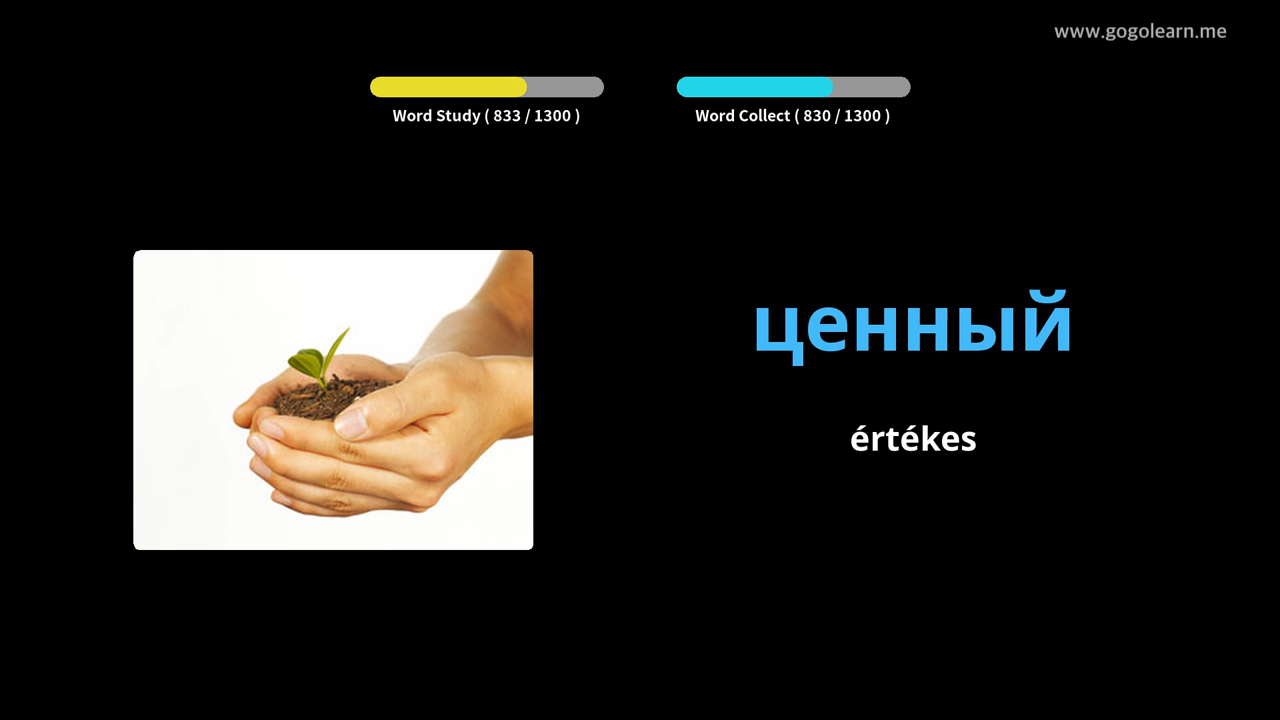 www.gogolearn.me
Word Study ( 833 / 1300 )
Word Collect ( 830 / 1300 )
ценный
értékes